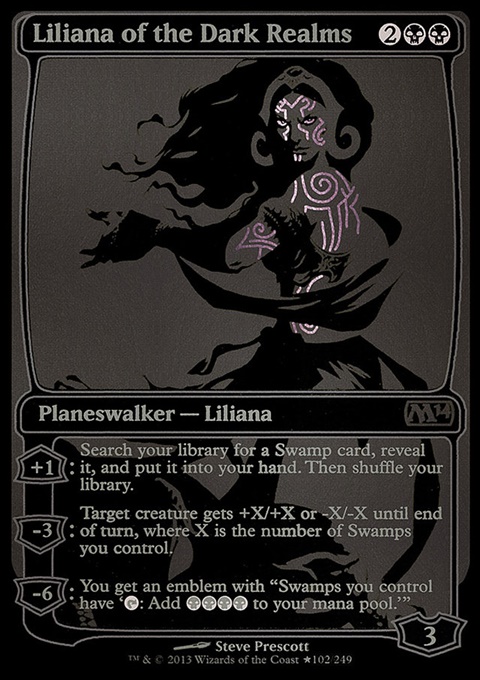 Liliana of the Dark Realms 2
Planeswalker — Liliana M14
+1: Search your library for a Swamp card, reveal
it, and put it into your hand. Then shuffle your
library.
-3: Target creature gets +X/+X or -X/-X until end
of turn, where X is the number of Swamps
you control.
-6: You get an emblem with “Swamps you control
have ‘: Add to your mana pool.’”
Steve Prescott
3
™ & © 2013 Wizards of the Coast ★102/249